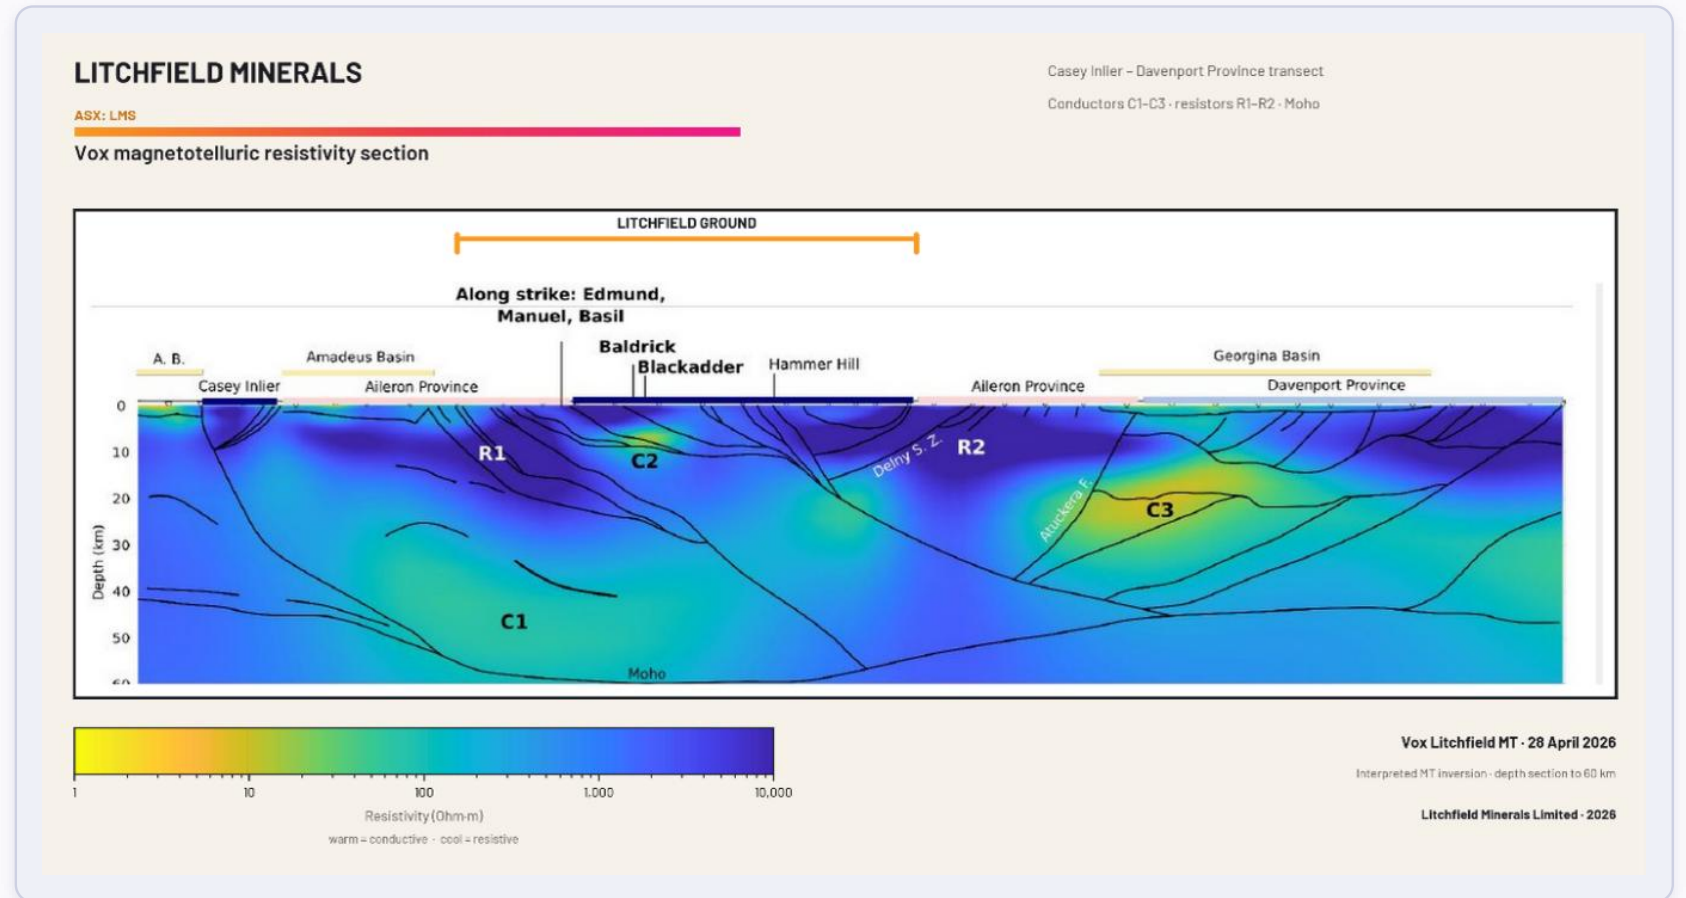 LITCHFIELD MINERALS
ASX: LMS
Vox magnetotelluric resistivity section
Casey Inlier – Davenport Province transect
Conductors C1–C3 · resistors R1–R2 · Moho
LITCHFIELD GROUND
Along strike: Edmund,
Manuel, Basil
Baldrick
Blackadder
Hammer Hill
A. B.
Amadeus Basin
Georgina Basin
Casey Inlier
Aileron Province
Aileron Province
Davenport Province
0
10
20
30
40
50
60
Depth (km)
R1
C2
Delny S. Z.
R2
Atuckera F.
C3
C1
Moho
1
10
100
1,000
10,000
Resistivity (Ohm·m)
warm = conductive · cool = resistive
Vox Litchfield MT · 28 April 2026
Interpreted MT inversion · depth section to 60 km
Litchfield Minerals Limited · 2026